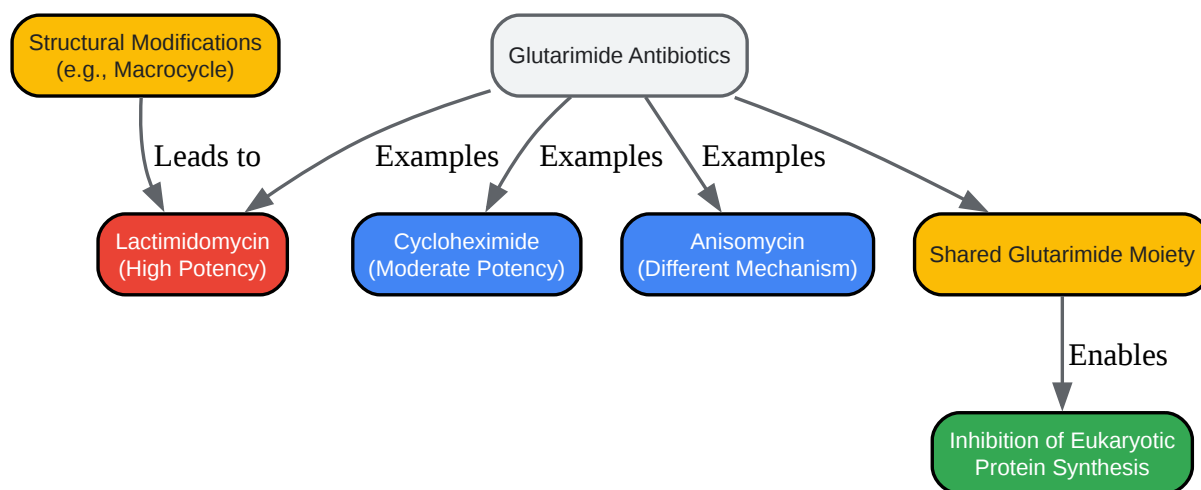 Structural Modifications
(e.g., Macrocycle)
Glutarimide Antibiotics
Leads to
Examples
Examples
Examples
Lactimidomycin
(High Potency)
Cycloheximide
(Moderate Potency)
Anisomycin
(Different Mechanism)
Shared Glutarimide Moiety
Enables
Inhibition of Eukaryotic
Protein Synthesis